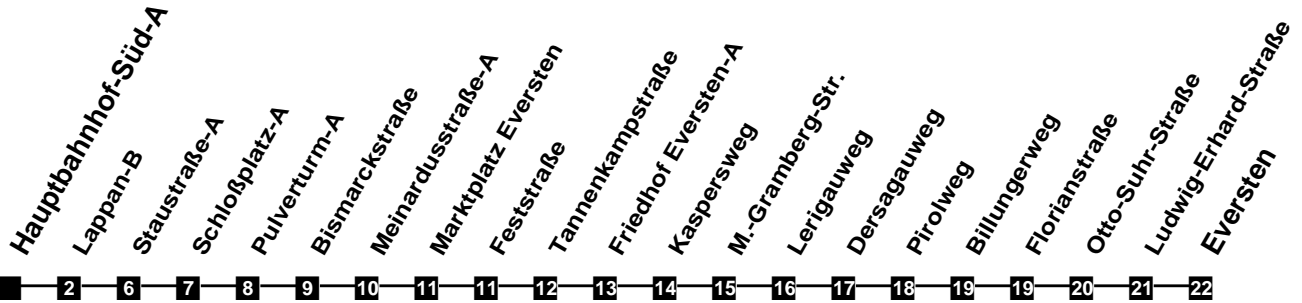 Hauptbahnhof-Süd-A
Lappan-B
Staustraße-A
Schloßplatz-A
Pulverturm-A
Bismarckstraße
Meinardusstraße-A
Marktplatz Eversten
Feststraße
Tannenkampstraße
Friedhof Eversten-A
Kaspersweg
M.-Gramberg-Str.
Lerigauweg
Dersagauweg
Pirolweg
Billungerweg
Florianstraße
Otto-Suhr-Straße
Ludwig-Erhard-Straße
Eversten
2 6 7 8 9 10 11 11 12 13 14 15 16 17 18 19 19 20 21 22